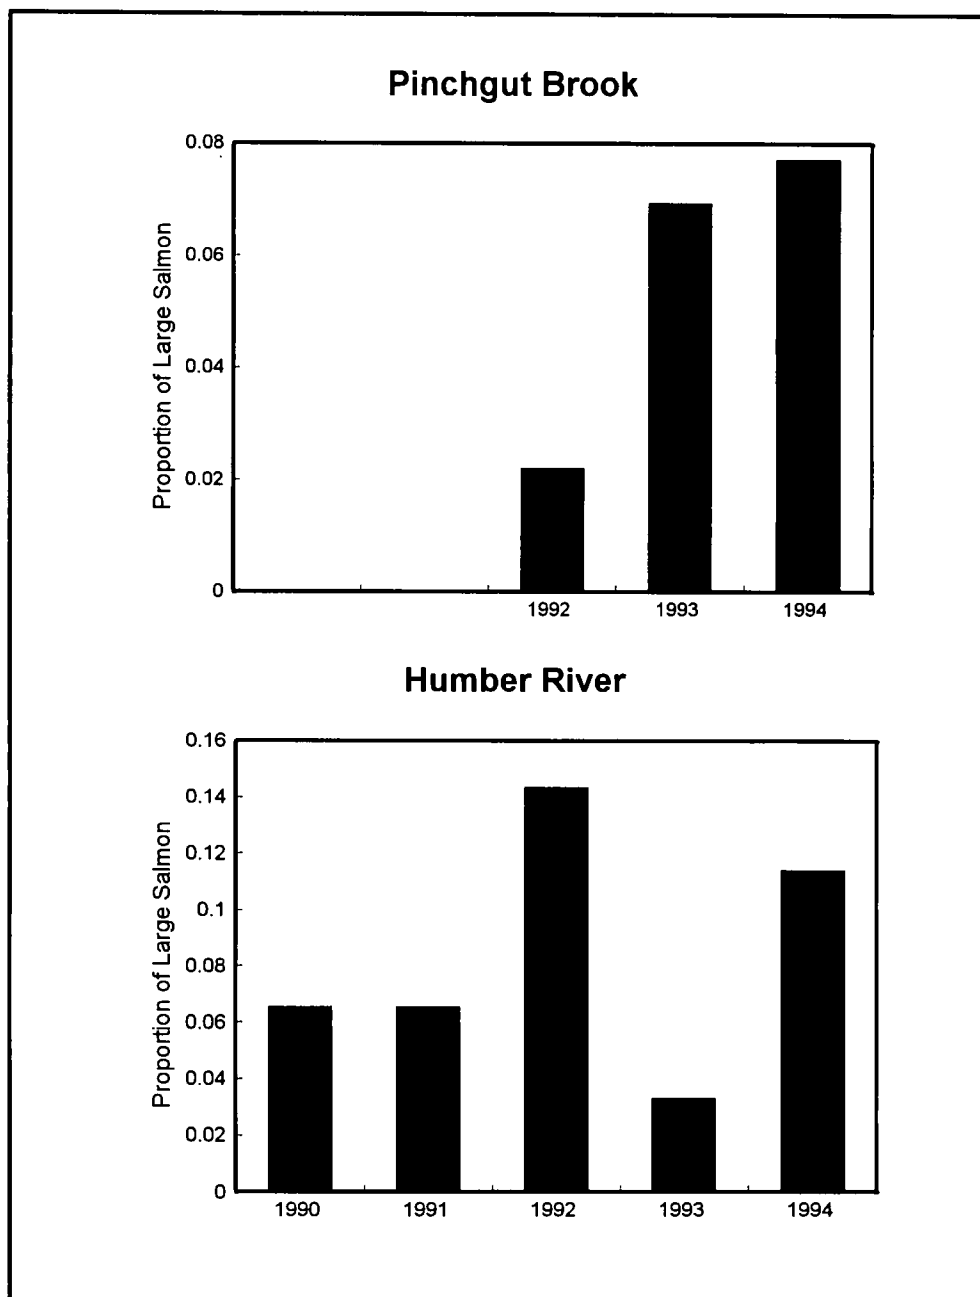 Pinchgut Brook
0.08
0.06
0.04
0.02
0
Proportion of Large Salmon
1992 1993 1994
Humber River
0.16
0.14
0.12
0.1
0.08
0.06
0.04
0.02
0
Proportion of Large Salmon
1990 1991 1992 1993 1994